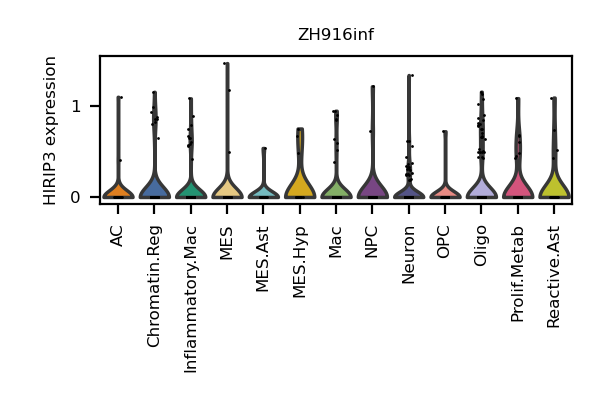 ZH916inf
HIRIP3 expression
1
0
AC
Chromatin.Reg
Inflammatory.Mac
MES
MES.Ast
MES.Hyp
Mac
NPC
Neuron
OPC
Oligo
Prolif.Metab
Reactive.Ast